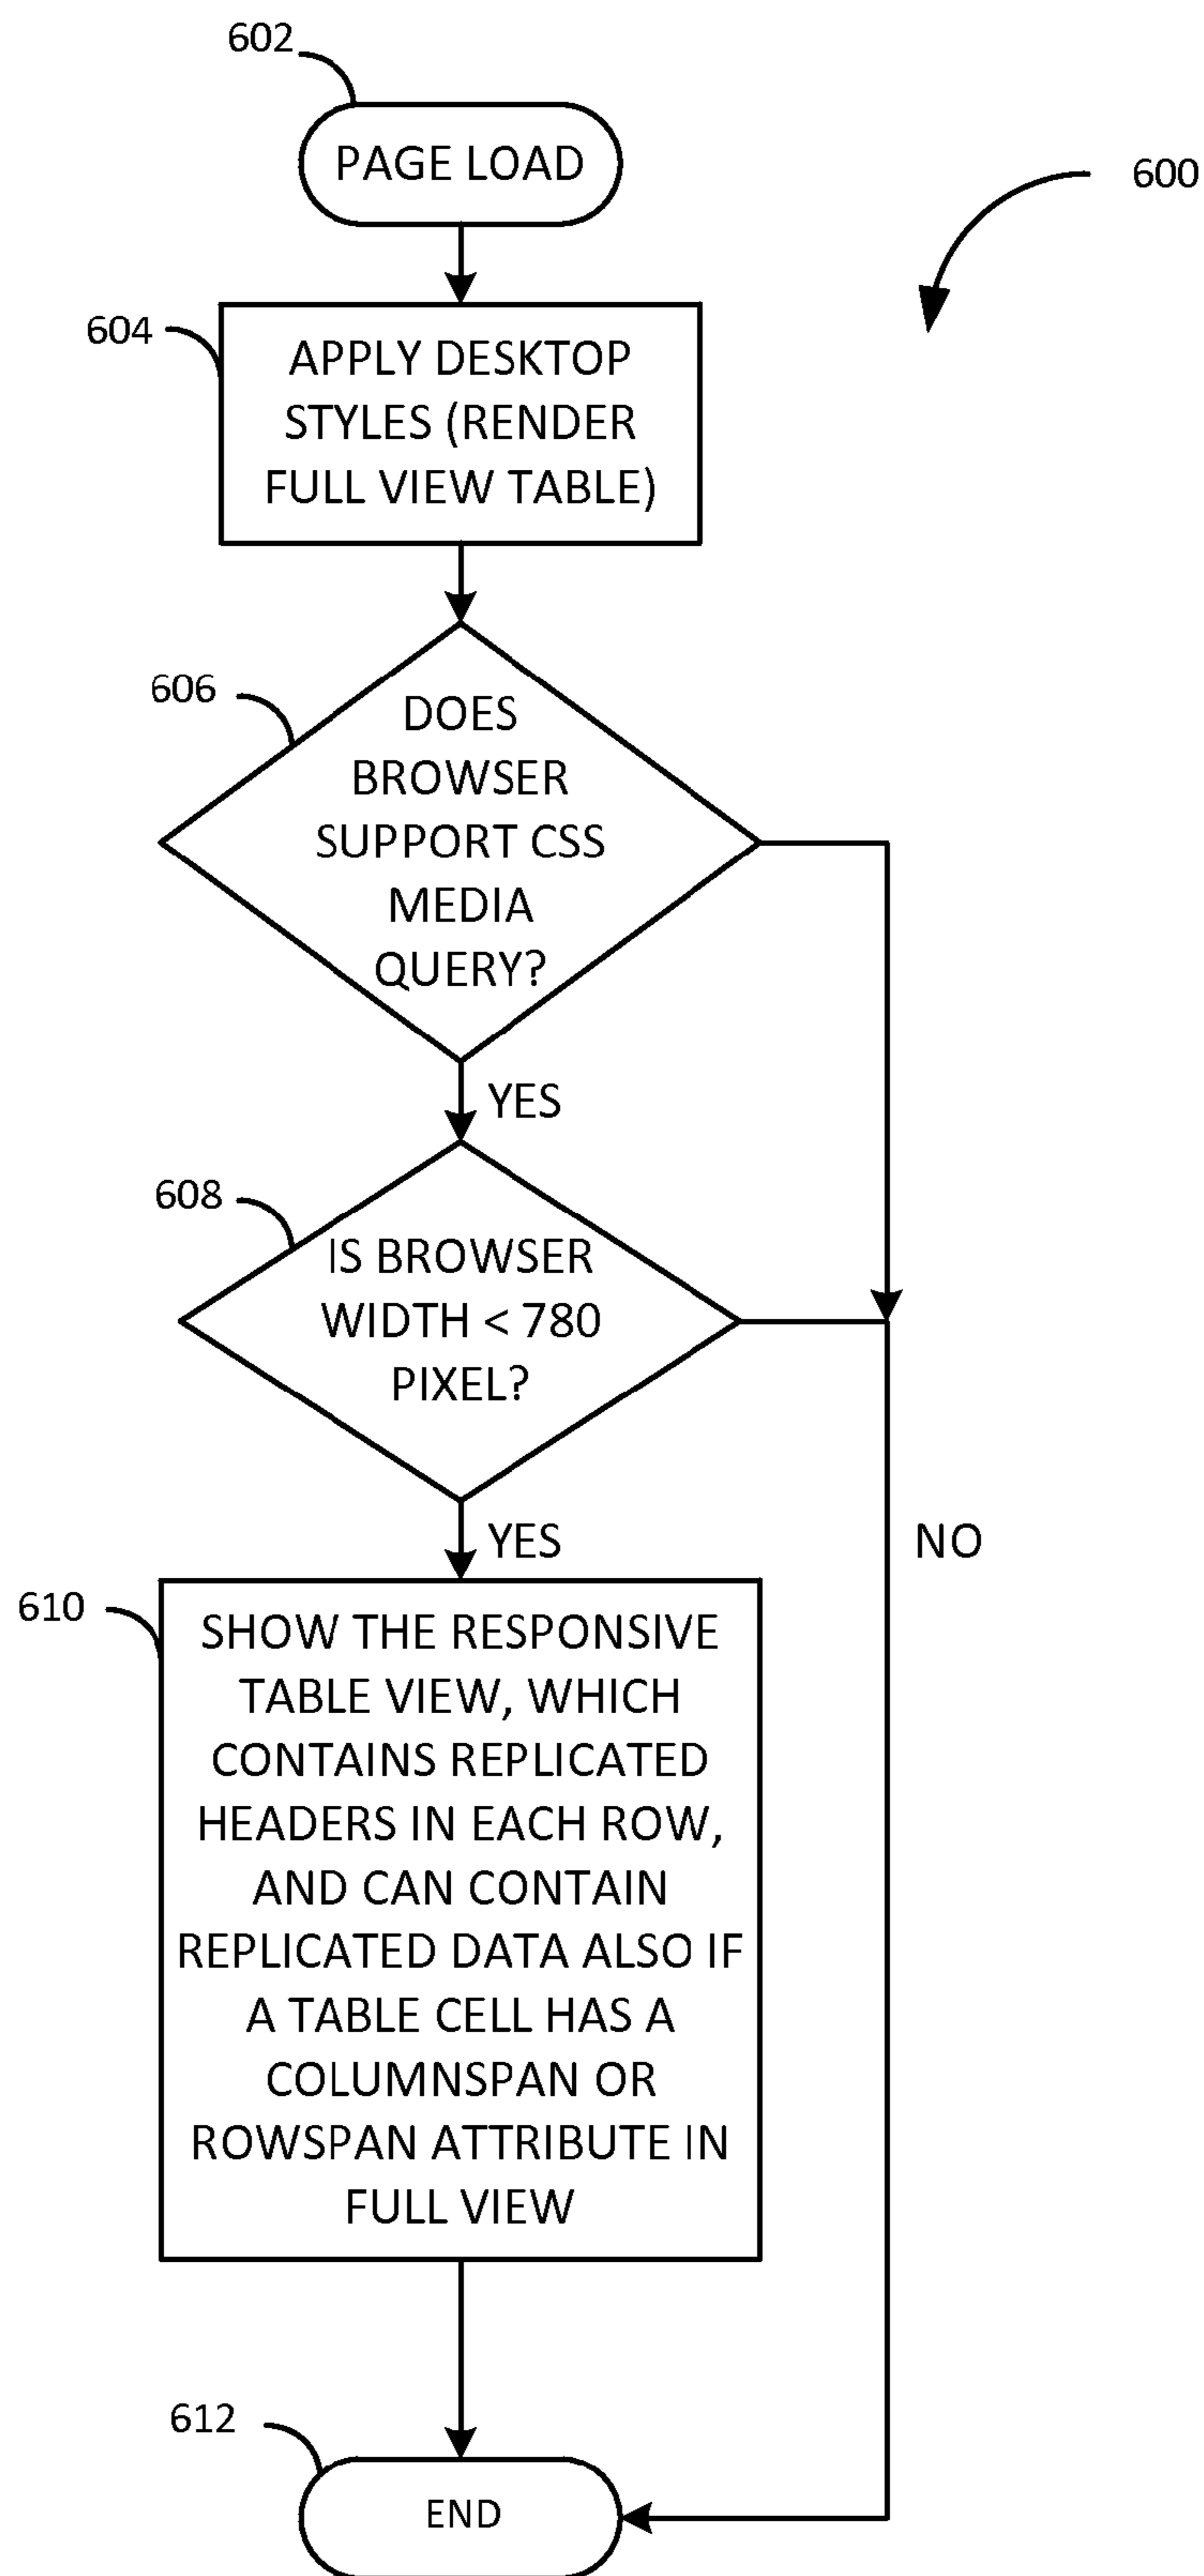 602
PAGE LOAD
600
604
APPLY DESKTOP
STYLES (RENDER
FULL VIEW TABLE)
606
DOES
BROWSER
SUPPORT CSS
MEDIA
QUERY?
YES
608
IS BROWSER
WIDTH < 780
PIXEL?
YES
NO
610
SHOW THE RESPONSIVE
TABLE VIEW, WHICH
CONTAINS REPLICATED
HEADERS IN EACH ROW,
AND CAN CONTAIN
REPLICATED DATA ALSO IF
A TABLE CELL HAS A
COLUMNSPAN OR
ROWSPAN ATTRIBUTE IN
FULL VIEW
612
END